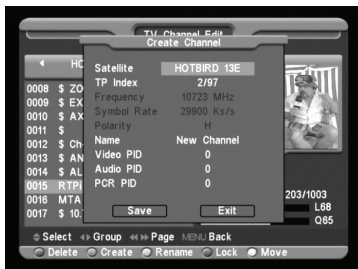 TV Channel Edit
Create Channel
HO
Satellite HOTBIRD 13E
TP Index 2/97
Frequency 10723 MHz
Symbol Rate 29900 Ks/s
Polarity H
Name New Channel
Video PID 0
Audio PID 0
PCR PID 0
Save Exit
0008 $ ZO
0009 $ EX
0010 $ AX
0011 $
0012 $ Ch
0013 $ AN
0014 $ AL
0015 RTPi
0016 MTA
0017 $ 10.
203/1003
L68
Q65
Select Group Page MENU Back
Delete Create Rename Lock Move